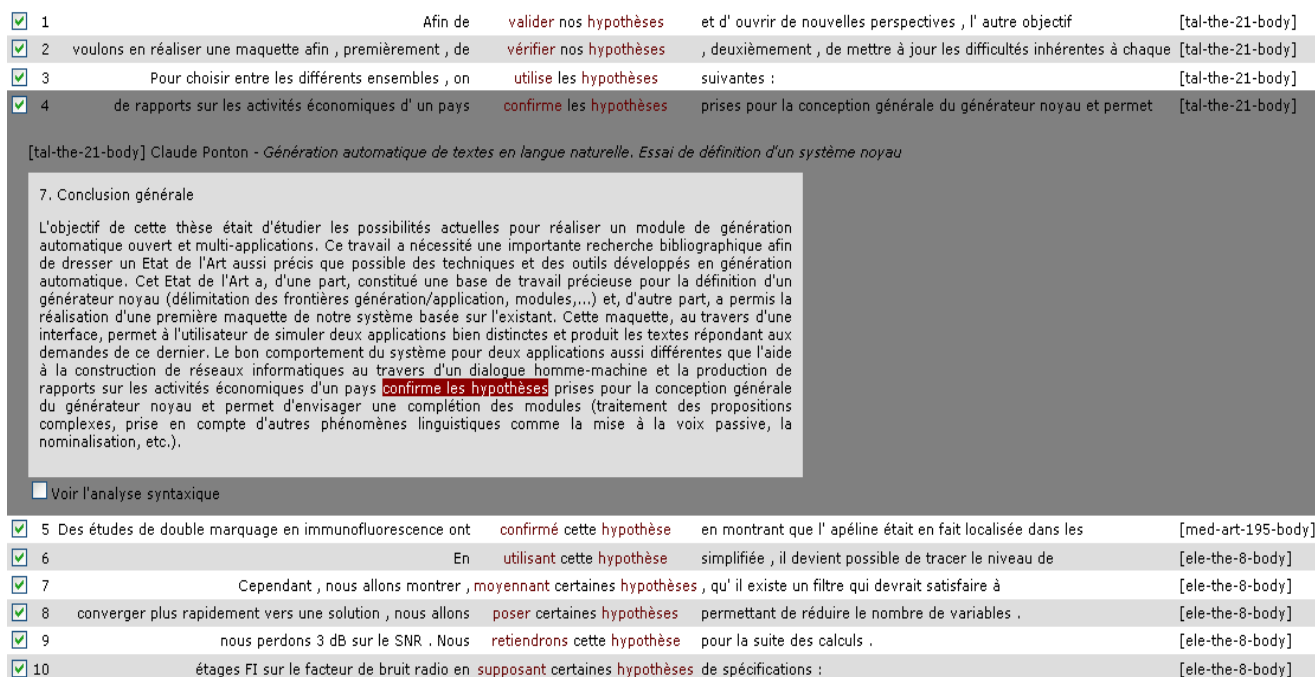 1 Afin de valider nos hypothèses et d' ouvrir de nouvelles perspectives , l' autre objectif [tal-the-21-body]
2 voulons en réaliser une maquette afin , premièrement , de vérifier nos hypothèses , deuxièmement , de mettre à jour les difficultés inhérentes à chaque [tal-the-21-body]
3 Pour choisir entre les différents ensembles , on utilise les hypothèses suivantes : [tal-the-21-body]
4 de rapports sur les activités économiques d' un pays confirme les hypothèses prises pour la conception générale du générateur noyau et permet [tal-the-21-body]
[tal-the-21-body] Claude Ponton - Génération automatique de textes en langue naturelle. Essai de définition d'un système noyau
7. Conclusion générale
L'objectif de cette thèse était d'étudier les possibilités actuelles pour réaliser un module de génération
automatique ouvert et multi-applications. Ce travail a nécessité une importante recherche bibliographique afin
de dresser un Etat de l'Art aussi précis que possible des techniques et des outils développés en génération
automatique. Cet Etat de l'Art a, d'une part, constitué une base de travail précieuse pour la définition d'un
générateur noyau (délimitation des frontières génération/application, modules,...) et, d'autre part, a permis la
réalisation d'une première maquette de notre système basée sur l'existant. Cette maquette, au travers d'une
interface, permet à l'utilisateur de simuler deux applications bien distinctes et produit les textes répondant aux
demandes de ce dernier. Le bon comportement du système pour deux applications aussi différentes que l'aide
à la construction de réseaux informatiques au travers d'un dialogue homme-machine et la production de
rapports sur les activités économiques d'un pays confirme les hypothèses prises pour la conception générale
du générateur noyau et permet d'envisager une complétion des modules (traitement des propositions
complexes, prise en compte d'autres phénomènes linguistiques comme la mise à la voix passive, la
nominalisation, etc.).
Voir l'analyse syntaxique
5 Des études de double marquage en immunofluorescence ont confirmé cette hypothèse en montrant que l' apéline était en fait localisée dans les [med-art-195-body]
6 En utilisant cette hypothèse simplifiée , il devient possible de tracer le niveau de [ele-the-8-body]
7 Cependant , nous allons montrer , moyennant certaines hypothèses , qu' il existe un filtre qui devrait satisfaire à [ele-the-8-body]
8 converger plus rapidement vers une solution , nous allons poser certaines hypothèses permettant de réduire le nombre de variables . [ele-the-8-body]
9 nous perdons 3 dB sur le SNR . Nous retiendrons cette hypothèse pour la suite des calculs . [ele-the-8-body]
10 étages FI sur le facteur de bruit radio en supposant certaines hypothèses de spécifications : [ele-the-8-body]